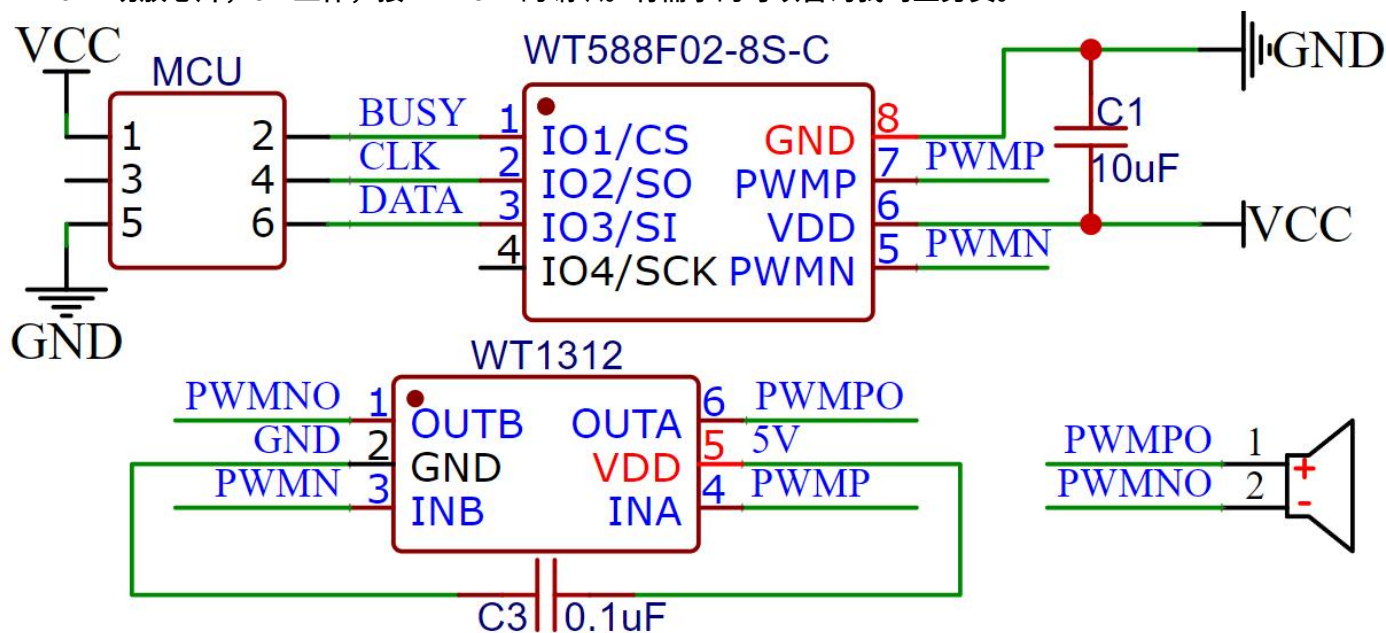 VCC
MCU
1
2
3
4
5
6
GND
BUSY
CLK
DATA
WT588F02-8S-C
1
IO1/CS
2
IO2/SO
3
IO3/SI
4
IO4/SCK
GND
8
PWMP
7
PWMP
VDD
6
PWMN
5
PWMN
C1
10uF
GND
VCC
WT1312
PWMNO
1
OUTB
GND
2
GND
PWMN
3
INB
OUTA
6
PWMPO
VDD
5
5V
INA
4
PWMP
C3
0.1uF
PWMPO
1
+
PWMNO
2
-